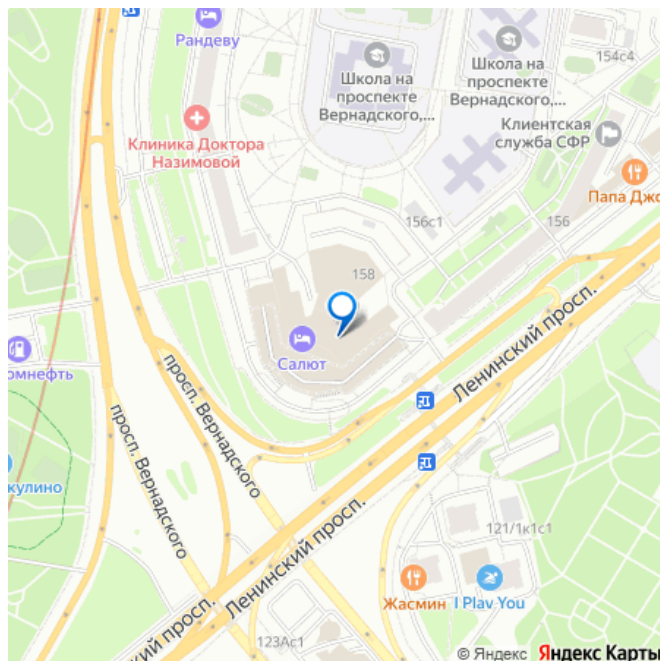 Рандеву
Школа на
проспекте
Вернадского,...
Школа на
проспекте
Вернадского,...
154с4
Клиентская
служба СФР
Клиника Доктора
Назимовой
Папа Джо
156с1
156
158
Салют
омнефть
Ленинский просп.
просп. Вернадского
просп. Вернадского
кулино
Ленинский просп.
кий просп.
121/1к1с1
Жасмин
I Play You
123Ас1
© Яндекс Яндекс Карты